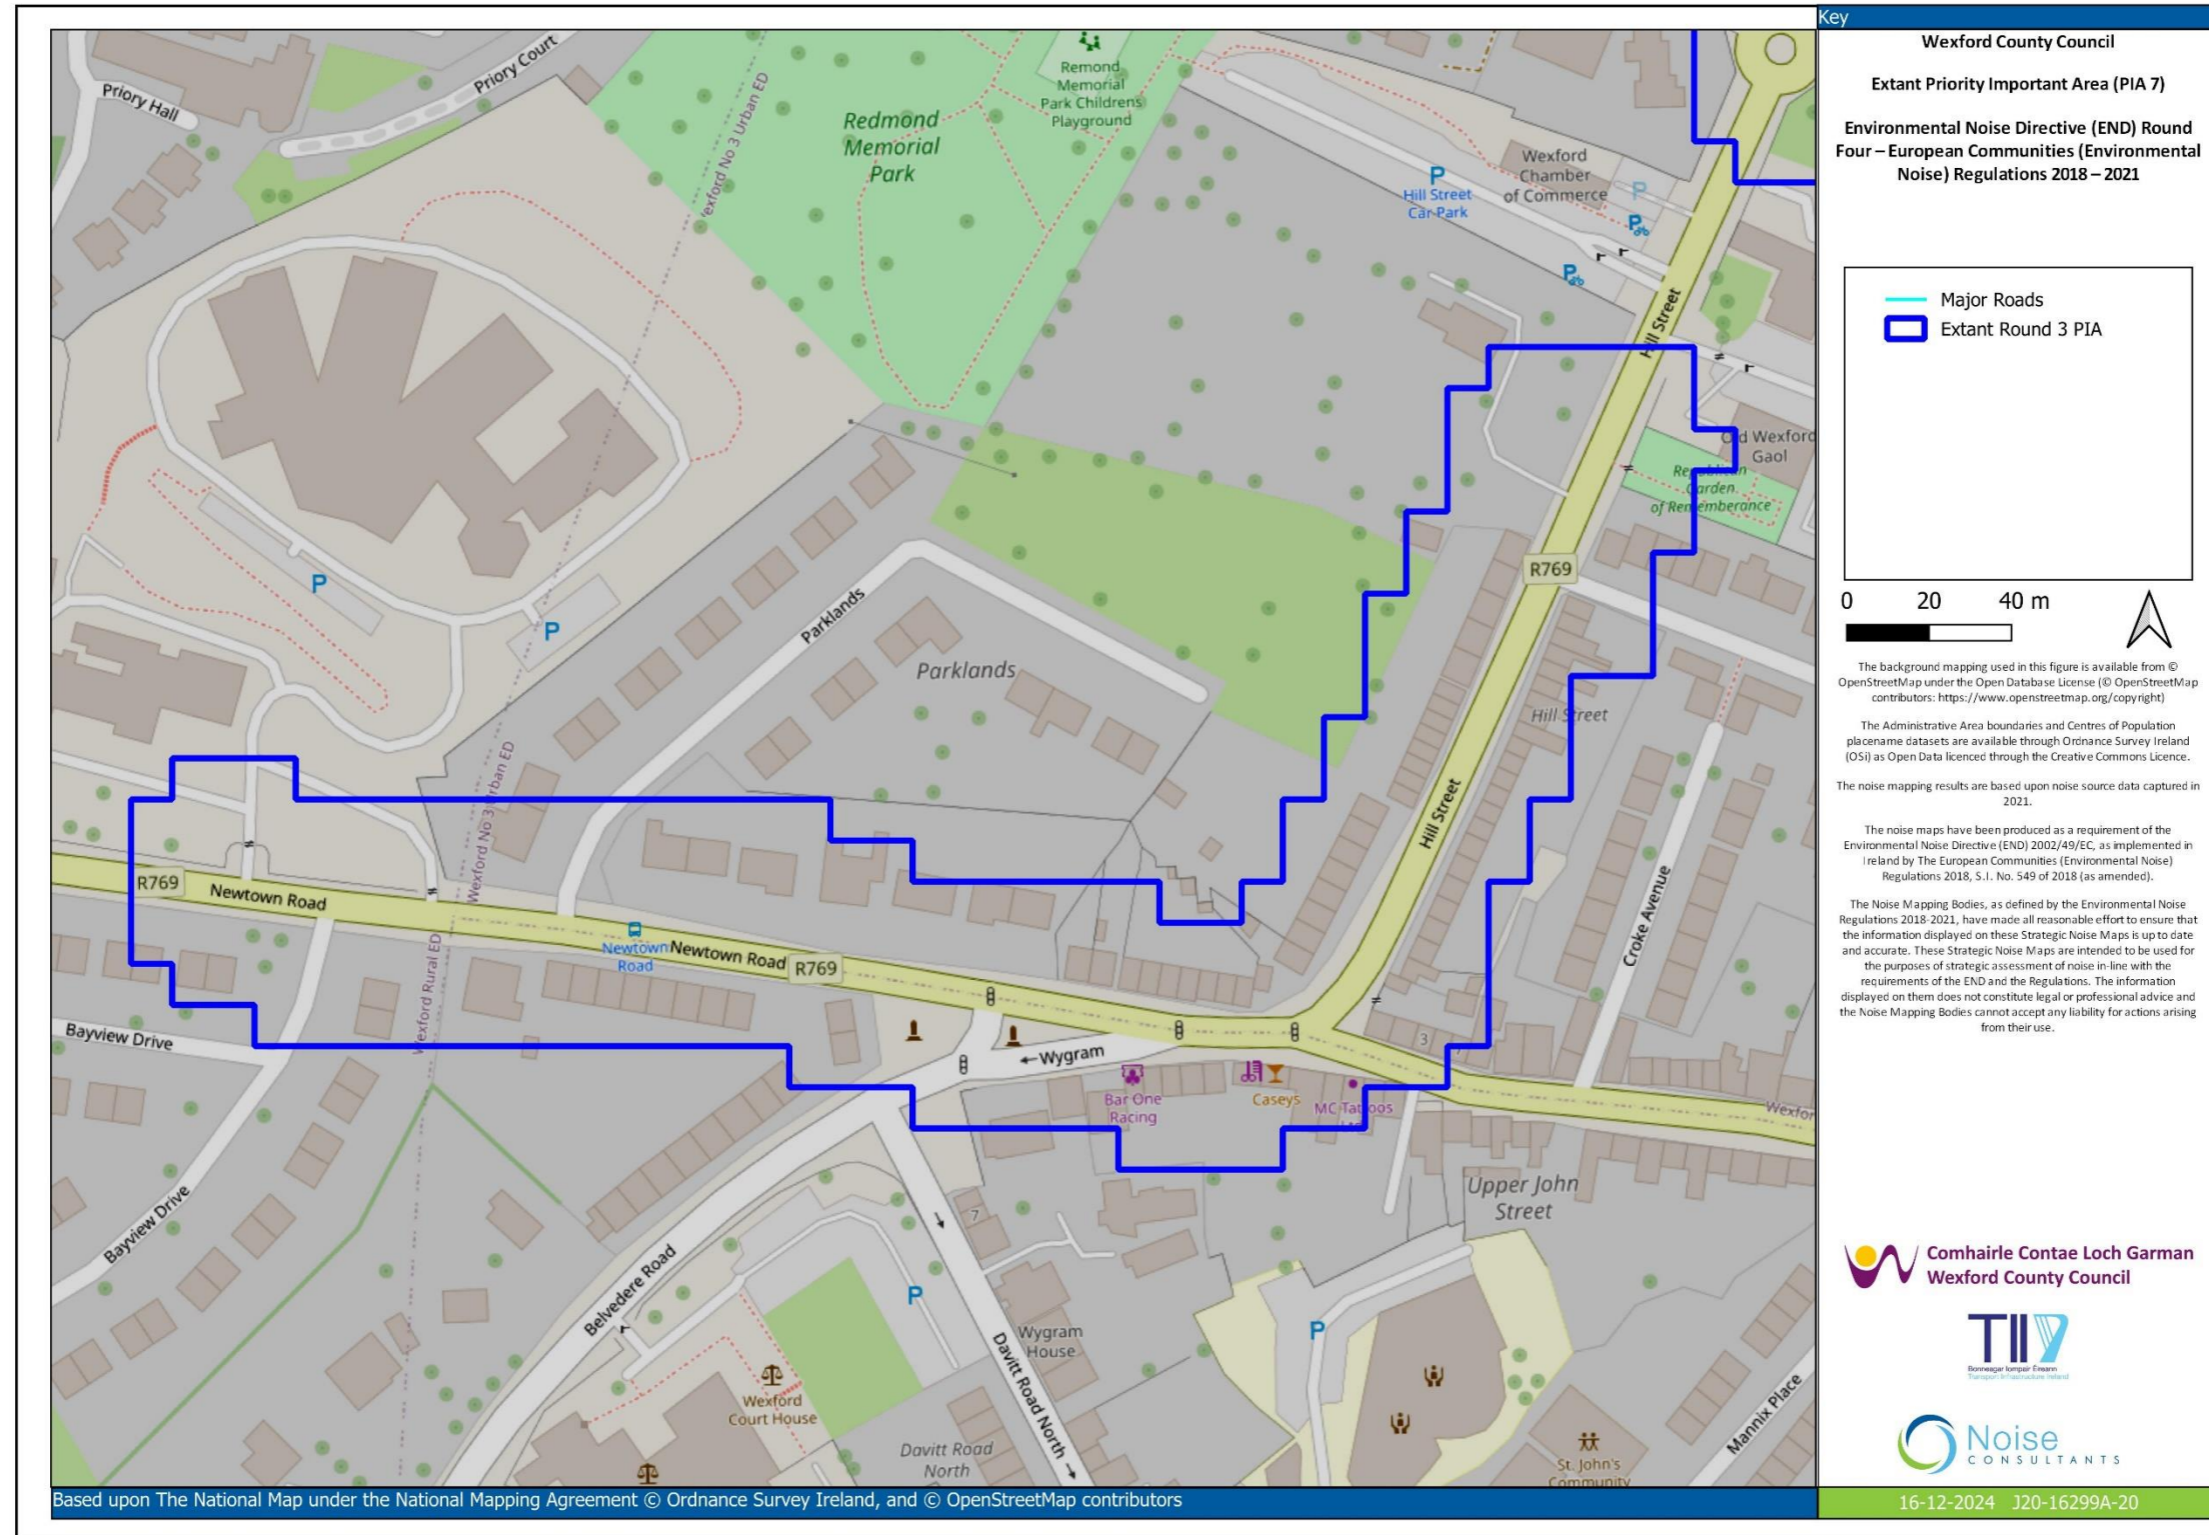 Key
Wexford County Council
Extant Priority Important Area (PIA 7)
Environmental Noise Directive (END) Round
Four – European Communities (Environmental
Noise) Regulations 2018 – 2021
Major Roads
Extant Round 3 PIA
0 20 40 m
The background mapping used in this figure is available from ©
OpenStreetMap under the Open Database License (© OpenStreetMap
contributors: https://www.openstreetmap.org/copyright)
The Administrative Area boundaries and Centres of Population
placename datasets are available through Ordnance Survey Ireland
(OSi) as Open Data licenced through the Creative Commons Licence.
The noise mapping results are based upon noise source data captured in
2021.
The noise maps have been produced as a requirement of the
Environmental Noise Directive (END) 2002/49/EC, as implemented in
Ireland by The European Communities (Environmental Noise)
Regulations 2018, S.I. No. 549 of 2018 (as amended).
The Noise Mapping Bodies, as defined by the Environmental Noise
Regulations 2018-2021, have made all reasonable effort to ensure that
the information displayed on these Strategic Noise Maps is up to date
and accurate. These Strategic Noise Maps are intended to be used for
the purposes of strategic assessment of noise in-line with the
requirements of the END and the Regulations. The information
displayed on them does not constitute legal or professional advice and
the Noise Mapping Bodies cannot accept any liability for actions arising
from their use.
Comhairle Contae Loch Garman
Wexford County Council
TII
Bonneagar Iompair Éireann
Transport Infrastructure Ireland
Noise
CONSULTANTS
16-12-2024 J20-16299A-20
Priory Court
Priory Hall
Wexford No 3 Urban ED
Redmond
Memorial
Park
Remond
Memorial
Park Childrens
Playground
P
Hill Street
Car Park
Wexford
Chamber
of Commerce
P
P
P
Hill Street
Old Wexford
Gaol
Republican
Garden
of Rememberance
R769
P
P
Parklands
Parklands
Hill Street
Hill Street
Croke Avenue
Wexford No 3 Urban ED
Wexford Rural ED
R769
Newtown Road
Newtown
Road
Newtown Road
R769
Bayview Drive
Bayview Drive
Wygram
Bar One
Racing
Caseys
MC Tattoos
3
7
Upper John
Street
Belvedere Road
P
Davitt Road North
Wygram
House
P
Wexford
Court House
Davitt Road
North
St. John's
Community
Mannix Place
Based upon The National Map under the National Mapping Agreement © Ordnance Survey Ireland, and © OpenStreetMap contributors